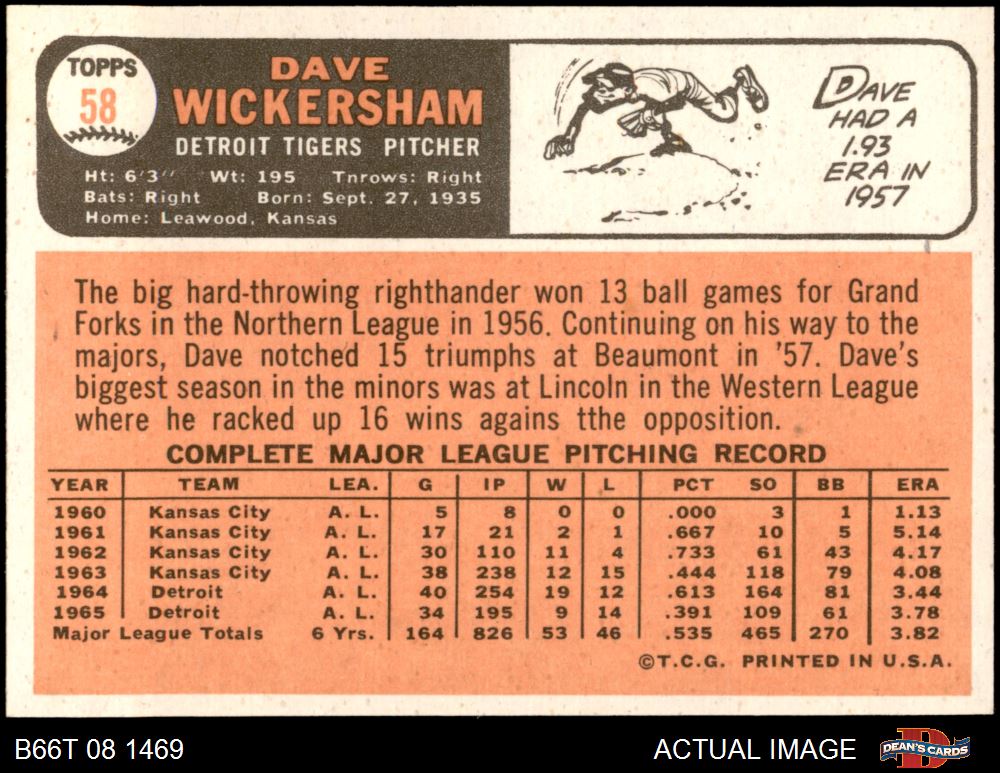 TOPPS
58
DAVE
WICKERSHAM
DETROIT TIGERS PITCHER
Ht: 6'3" Wt: 195 Throws: Right
Bats: Right Born: Sept. 27, 1935
Home: Leawood, Kansas
DAVE
HAD A
1.93
ERA IN
1957
The big hard-throwing righthander won 13 ball games for Grand
Forks in the Northern League in 1956. Continuing on his way to the
majors, Dave notched 15 triumphs at Beaumont in '57. Dave's
biggest season in the minors was at Lincoln in the Western League
where he racked up 16 wins agains tthe opposition.
COMPLETE MAJOR LEAGUE PITCHING RECORD
YEAR TEAM LEA. G IP W L PCT SO BB ERA
1960 Kansas City A. L. 5 8 0 0 .000 3 1 1.13
1961 Kansas City A. L. 17 21 2 1 .667 10 5 5.14
1962 Kansas City A. L. 30 110 11 4 .733 61 43 4.17
1963 Kansas City A. L. 38 238 12 15 .444 118 79 4.08
1964 Detroit A. L. 40 254 19 12 .613 164 81 3.44
1965 Detroit A. L. 34 195 9 14 .391 109 61 3.78
Major League Totals 6 Yrs. 164 826 53 46 .535 465 270 3.82
©T.C.G. PRINTED IN U.S.A.
B66T 08 1469 ACTUAL IMAGE DEAN'S CARDS